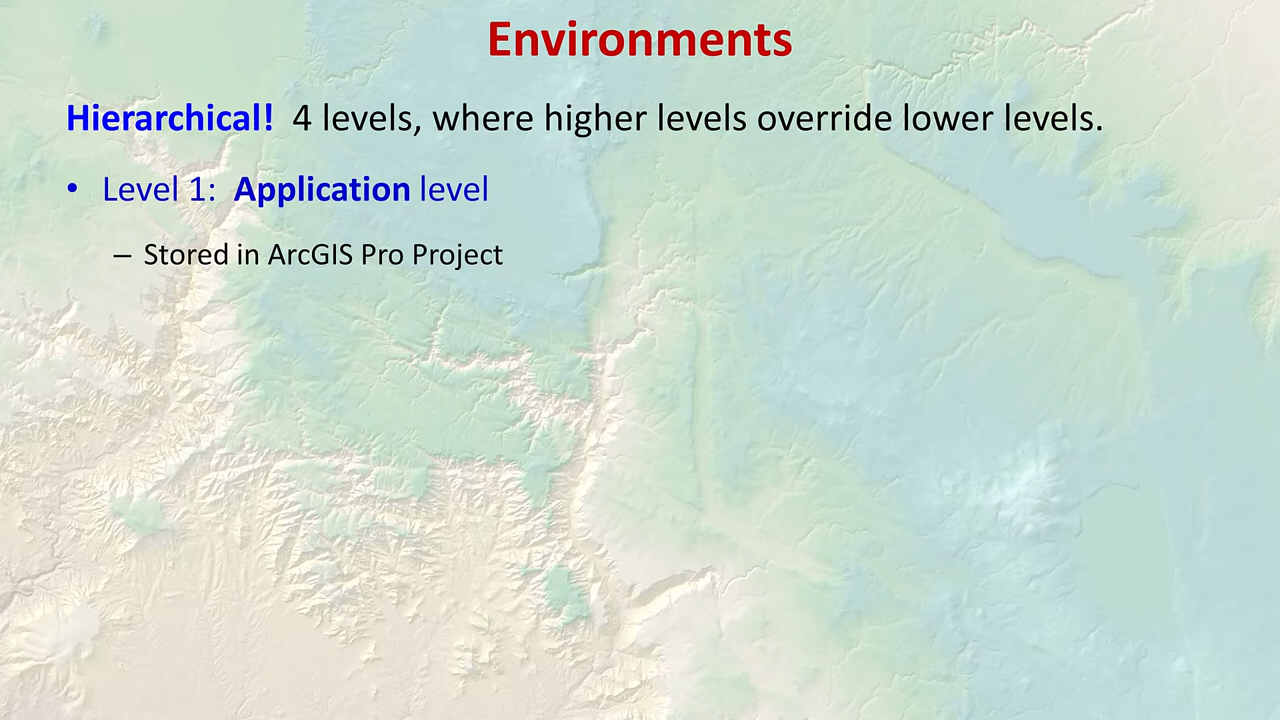 Environments
Hierarchical! 4 levels, where higher levels override lower levels.
• Level 1: Application level
– Stored in ArcGIS Pro Project